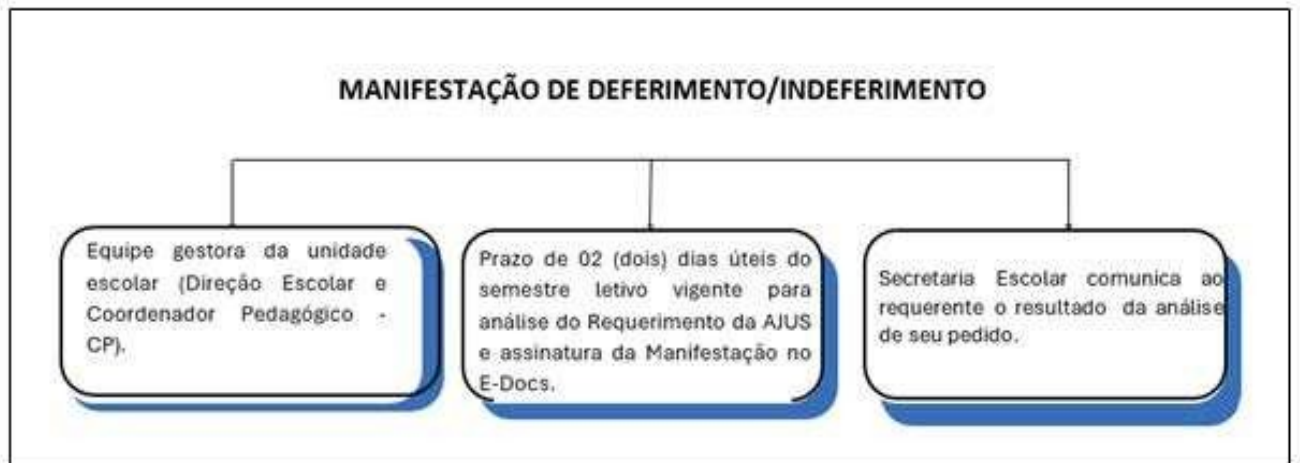 MANIFESTAÇÃO DE DEFERIMENTO/INDEFERIMENTO
Equipe gestora da unidade
escolar (Direção Escolar e
Coordenador Pedagógico -
CP).
Prazo de 02 (dois) dias úteis do
semestre letivo vigente para
análise do Requerimento da AJUS
e assinatura da Manifestação no
E-Docs.
Secretaria Escolar comunica ao
requerente o resultado da análise
de seu pedido.